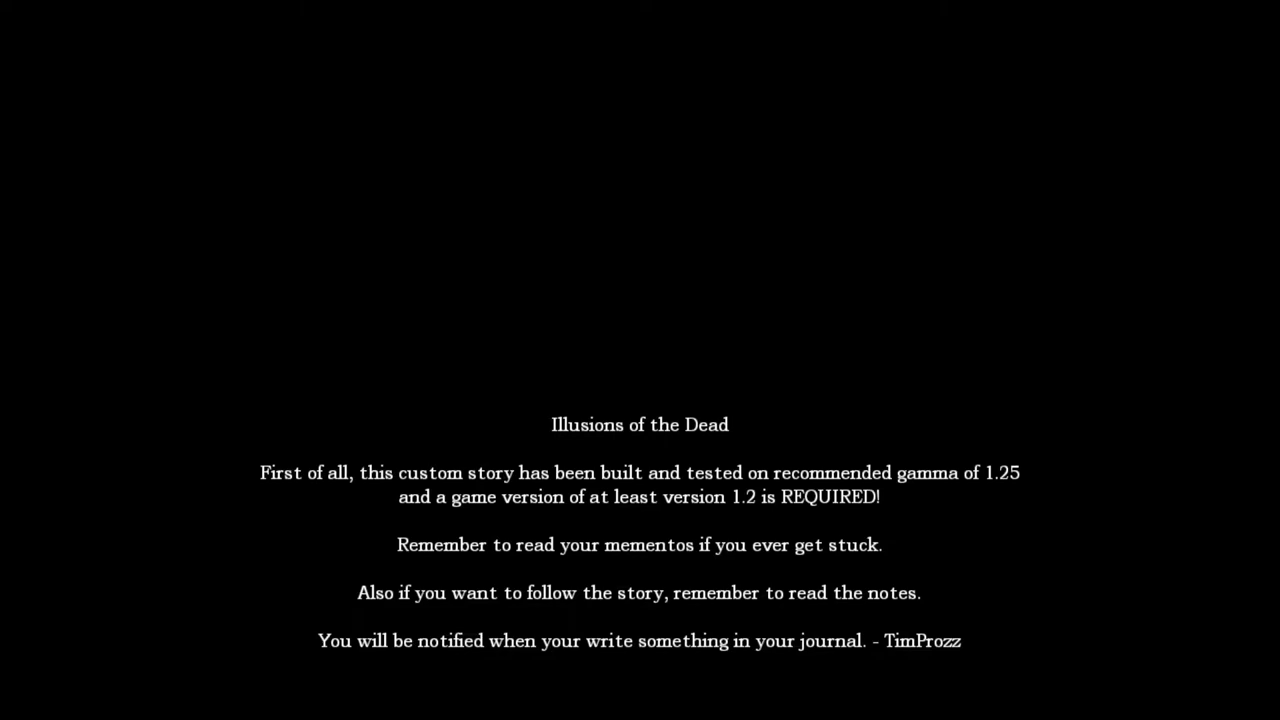 Illusions of the Dead
First of all, this custom story has been built and tested on recommended gamma of 1.25
and a game version of at least version 1.2 is REQUIRED!
Remember to read your mementos if you ever get stuck.
Also if you want to follow the story, remember to read the notes.
You will be notified when your write something in your journal. - TimProzz